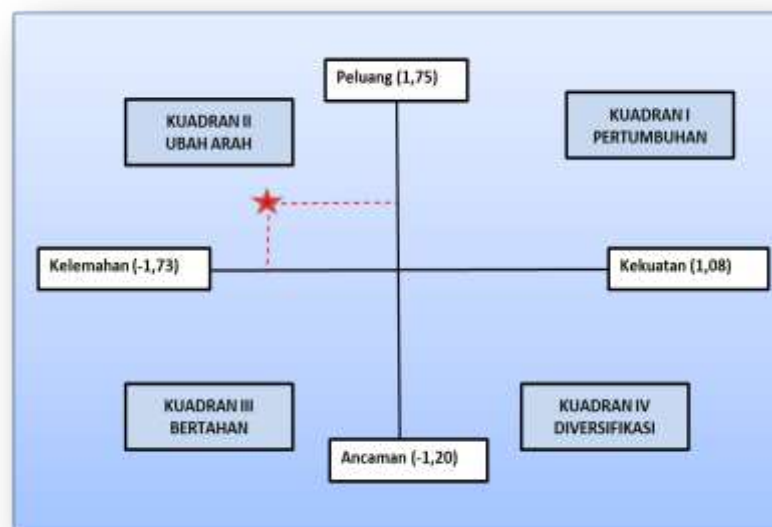 Peluang (1,75)
KUADRAN II
UBAH ARAH
KUADRAN I
PERTUMBUHAN
Kelemahan (-1,73)
Kekuatan (1,08)
KUADRAN III
BERTAHAN
KUADRAN IV
DIVERSIFIKASI
Ancaman (-1,20)